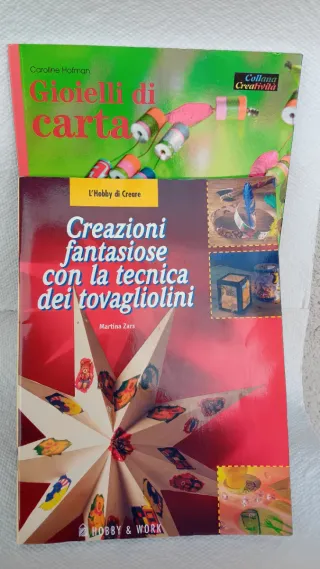 Caroline Hofman
Collana
Creatività
Gioielli di
carta
L'Hobby di Creare
Creazioni
fantasiose
con la tecnica
dei tovagliolini
Martina Zars
HOBBY & WORK